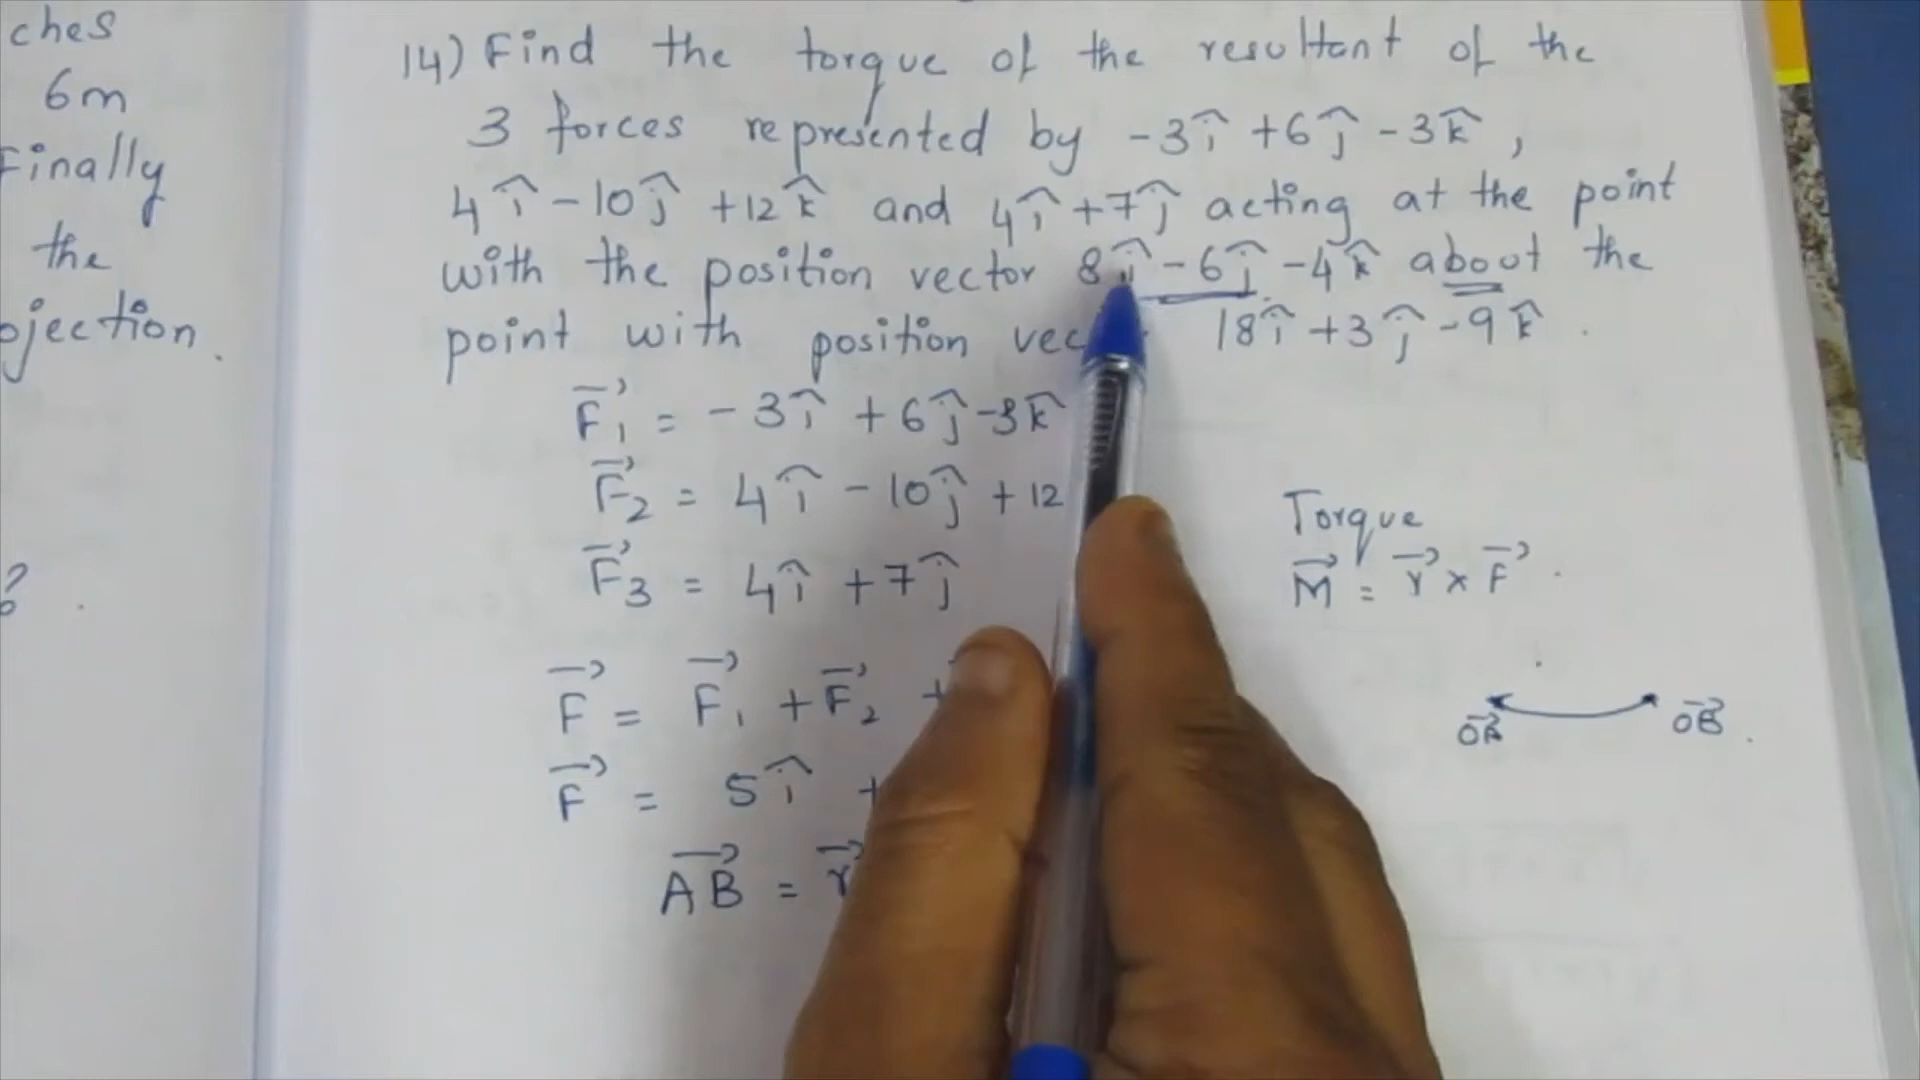 ches
6m
Finally
the
ojection.
?
14) Find the torque of the resultant of the
3 forces represented by -3î + 6ĵ - 3k̂,
4î - 10ĵ + 12k̂ and 4î + 7ĵ acting at the point
with the position vector 8î - 6ĵ - 4k̂ about the
point with position 18î + 3ĵ - 9k̂.
F⃗₁ = -3î + 6ĵ - 3k̂
F⃗₂ = 4î - 10ĵ + 12
F⃗₃ = 4î + 7ĵ
F⃗ = F⃗₁ + F⃗₂ +
F⃗ = 5î +
AB⃗ = r⃗
Torque
M⃗ = r⃗ × F⃗.
OA⃗ OB⃗.